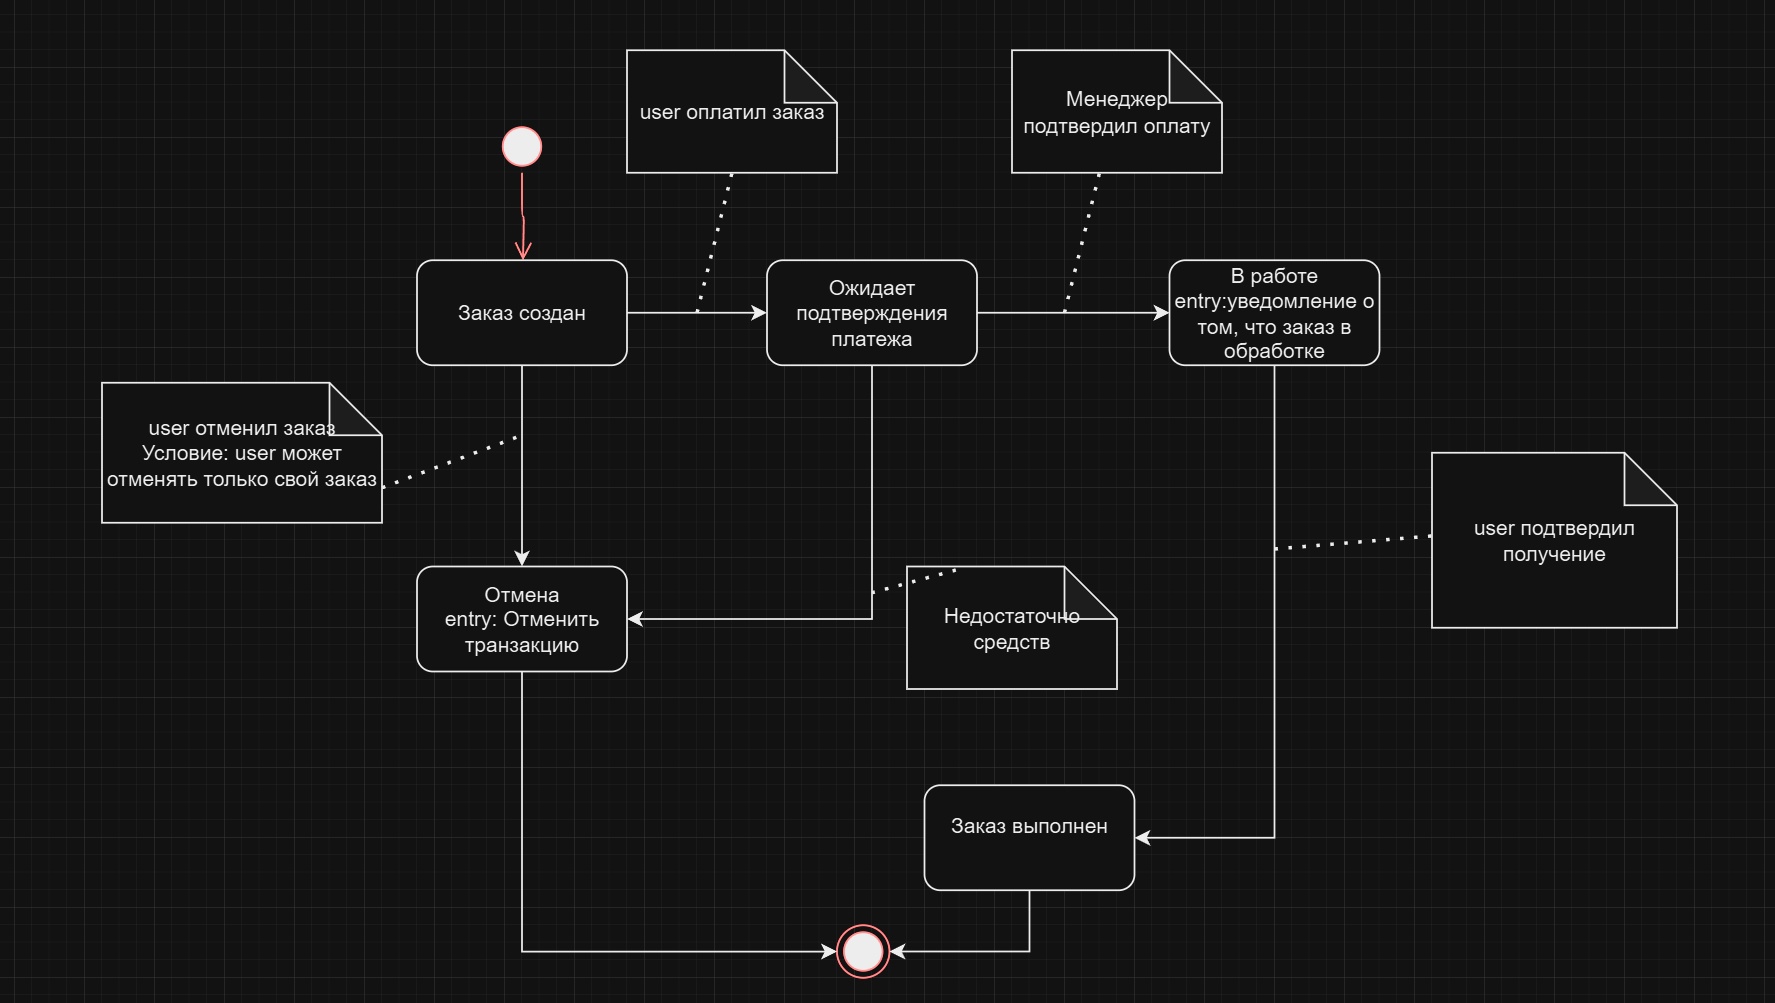 user оплатил заказ
Менеджер
подтвердил оплату
Заказ создан
Ожидает
подтверждения
платежа
В работе
entry:уведомление о
том, что заказ в
обработке
user отменил заказ
Условие: user может
отменять только свой заказ
user подтвердил
получение
Отмена
entry: Отменить
транзакцию
Недостаточно
средств
Заказ выполнен